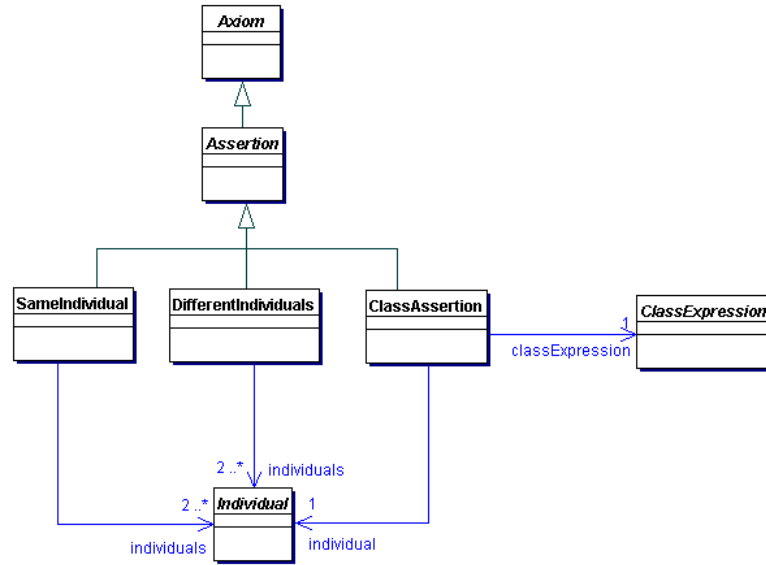 Axiom
Assertion
SameIndividual
DifferentIndividuals
ClassAssertion
ClassExpression
1
classExpression
2 ..*
individuals
2 ..*
Individual
1
individuals
individual